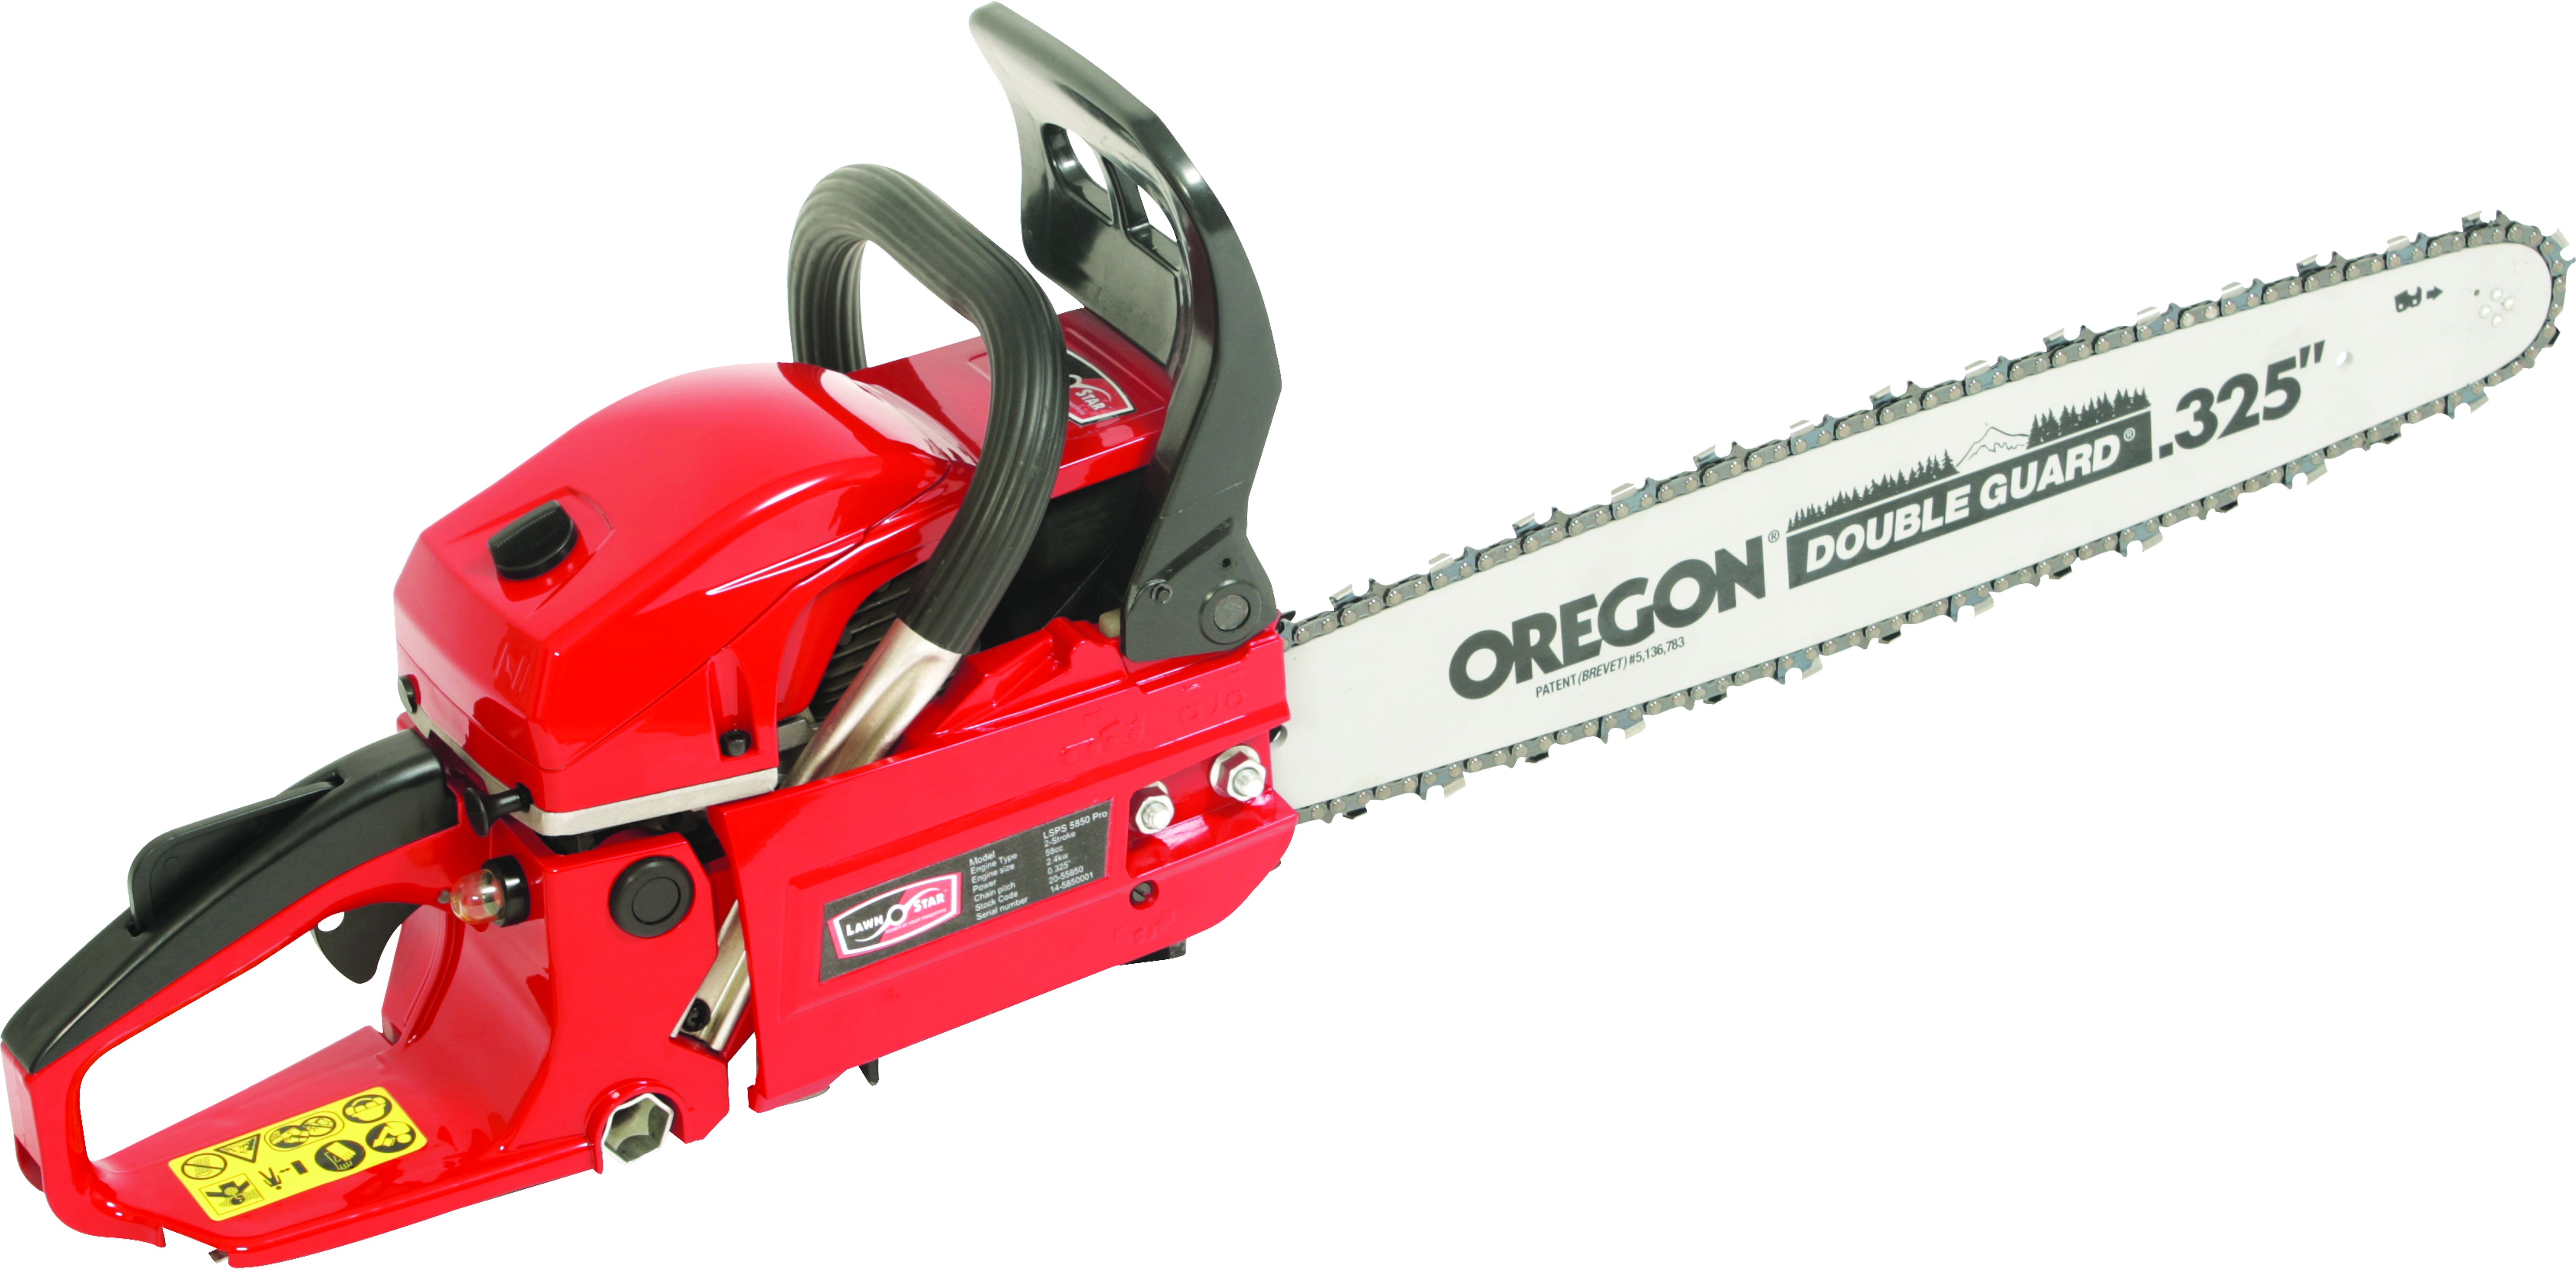 STAR
OREGON®
DOUBLE GUARD®
.325"
PATENT (BREVET) #5,136,783
LAWN STAR
Model LSPS 5850 Pro
Engine Type 2-Stroke
Engine size 58cc
Power 2.4kw
Chain pitch 0.325"
Stock Code 20-55850
Serial number 14-5850001